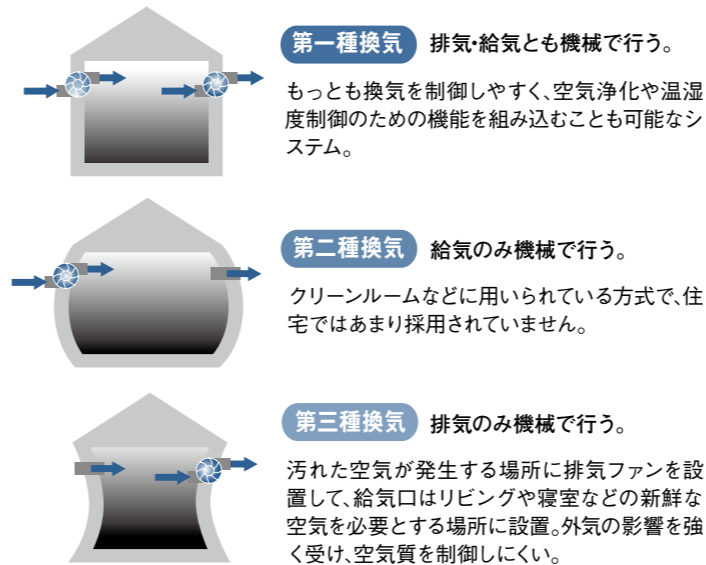 第一種換気 排気・給気とも機械で行う。
もっとも換気を制御しやすく、空気浄化や温湿
度制御のための機能を組み込むことも可能なシ
ステム。
第二種換気 給気のみ機械で行う。
クリーンルームなどに用いられている方式で、住
宅ではあまり採用されていません。
第三種換気 排気のみ機械で行う。
汚れた空気が発生する場所に排気ファンを設
置して、給気口はリビングや寝室などの新鮮な
空気を必要とする場所に設置。外気の影響を強
く受け、空気質を制御しにくい。